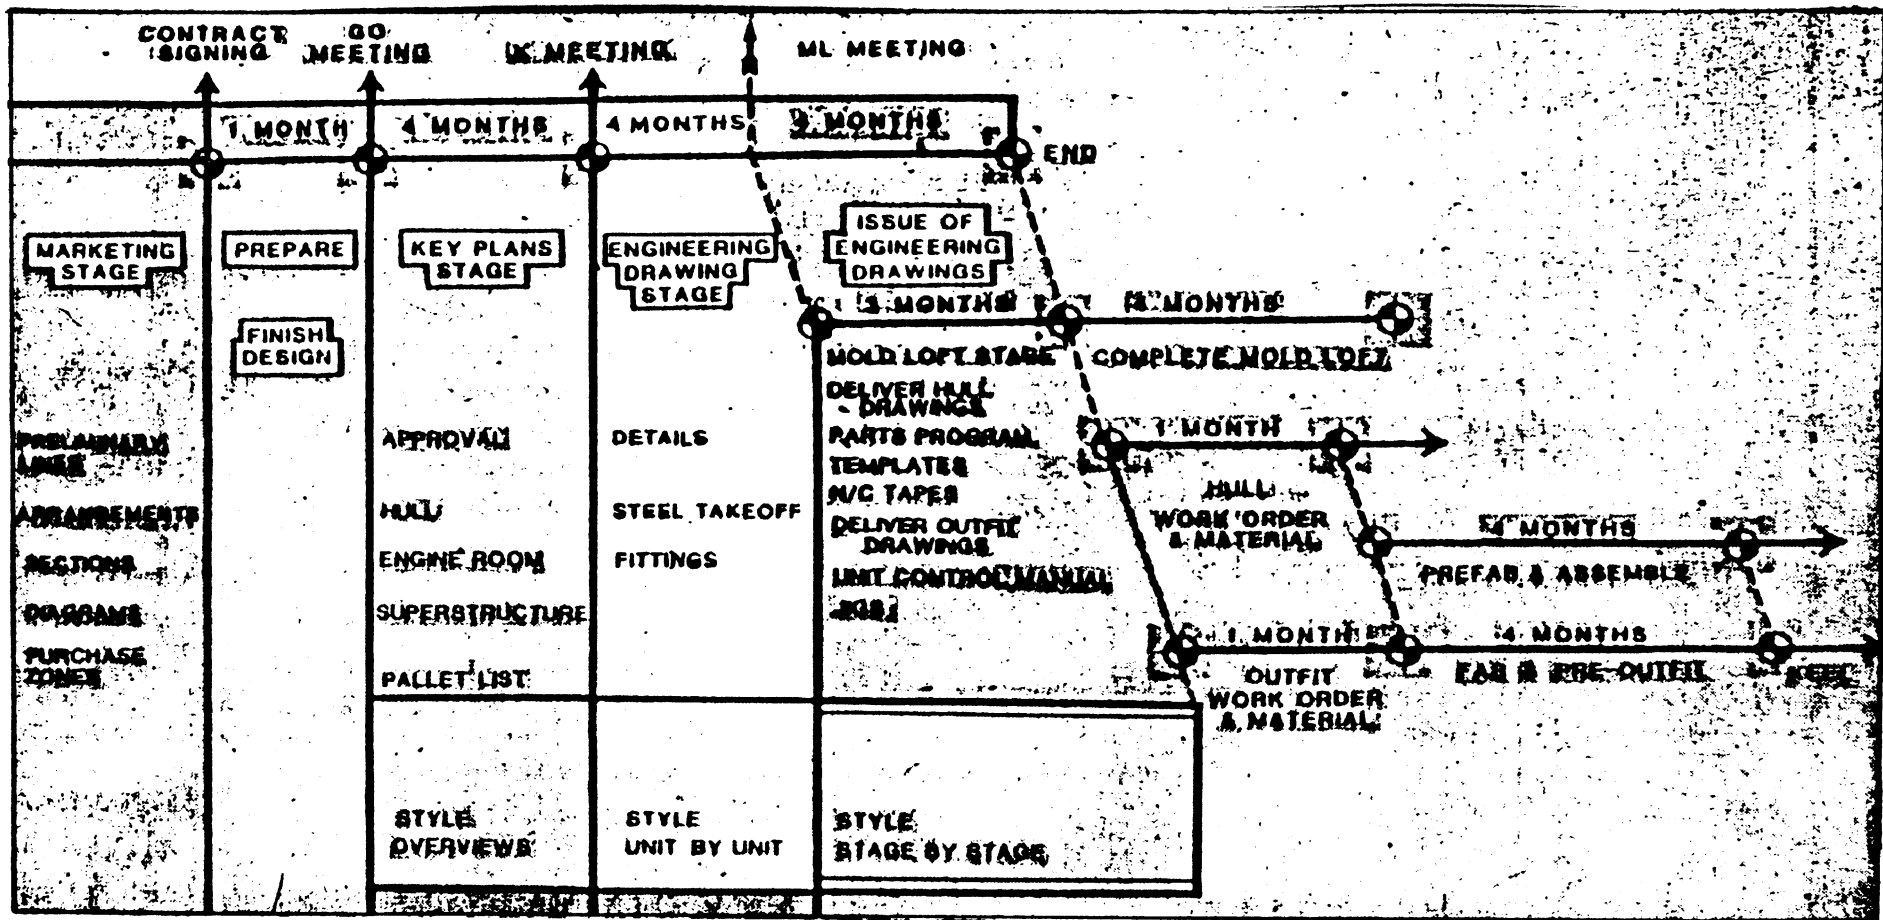 CONTRACT
SIGNING
GO
MEETING
MEETING
ML MEETING
1 MONTH
4 MONTHS
4 MONTHS
MONTHS
END
MARKETING
STAGE
PREPARE
KEY PLANS
STAGE
ENGINEERING
DRAWING
STAGE
ISSUE OF
ENGINEERING
DRAWINGS
FINISH
DESIGN
MONTHS
MONTHS
MOLD LOFT STAGE
COMPLETE MOLD LOFT
DELIVER HULL
DRAWINGS
PRELIMINARY
LINES
APPROVAL
DETAILS
PARTS PROGRAM
TEMPLATES
N/C TAPES
1 MONTH
ARRANGEMENTS
HULL
STEEL TAKEOFF
DELIVER OUTFIT
DRAWINGS
HULL
WORK ORDER
& MATERIAL
4 MONTHS
SECTIONS
ENGINE ROOM
FITTINGS
UNIT CONTROL MANUAL
PREFAB & ASSEMBLE
DIAGRAMS
SUPERSTRUCTURE
1 MONTH
4 MONTHS
PURCHASE
ZONES
PALLET LIST
OUTFIT
WORK ORDER
& MATERIAL
FAB & PRE-OUTFIT
KEEL
STYLE
OVERVIEWS
STYLE
UNIT BY UNIT
STYLE
STAGE BY STAGE